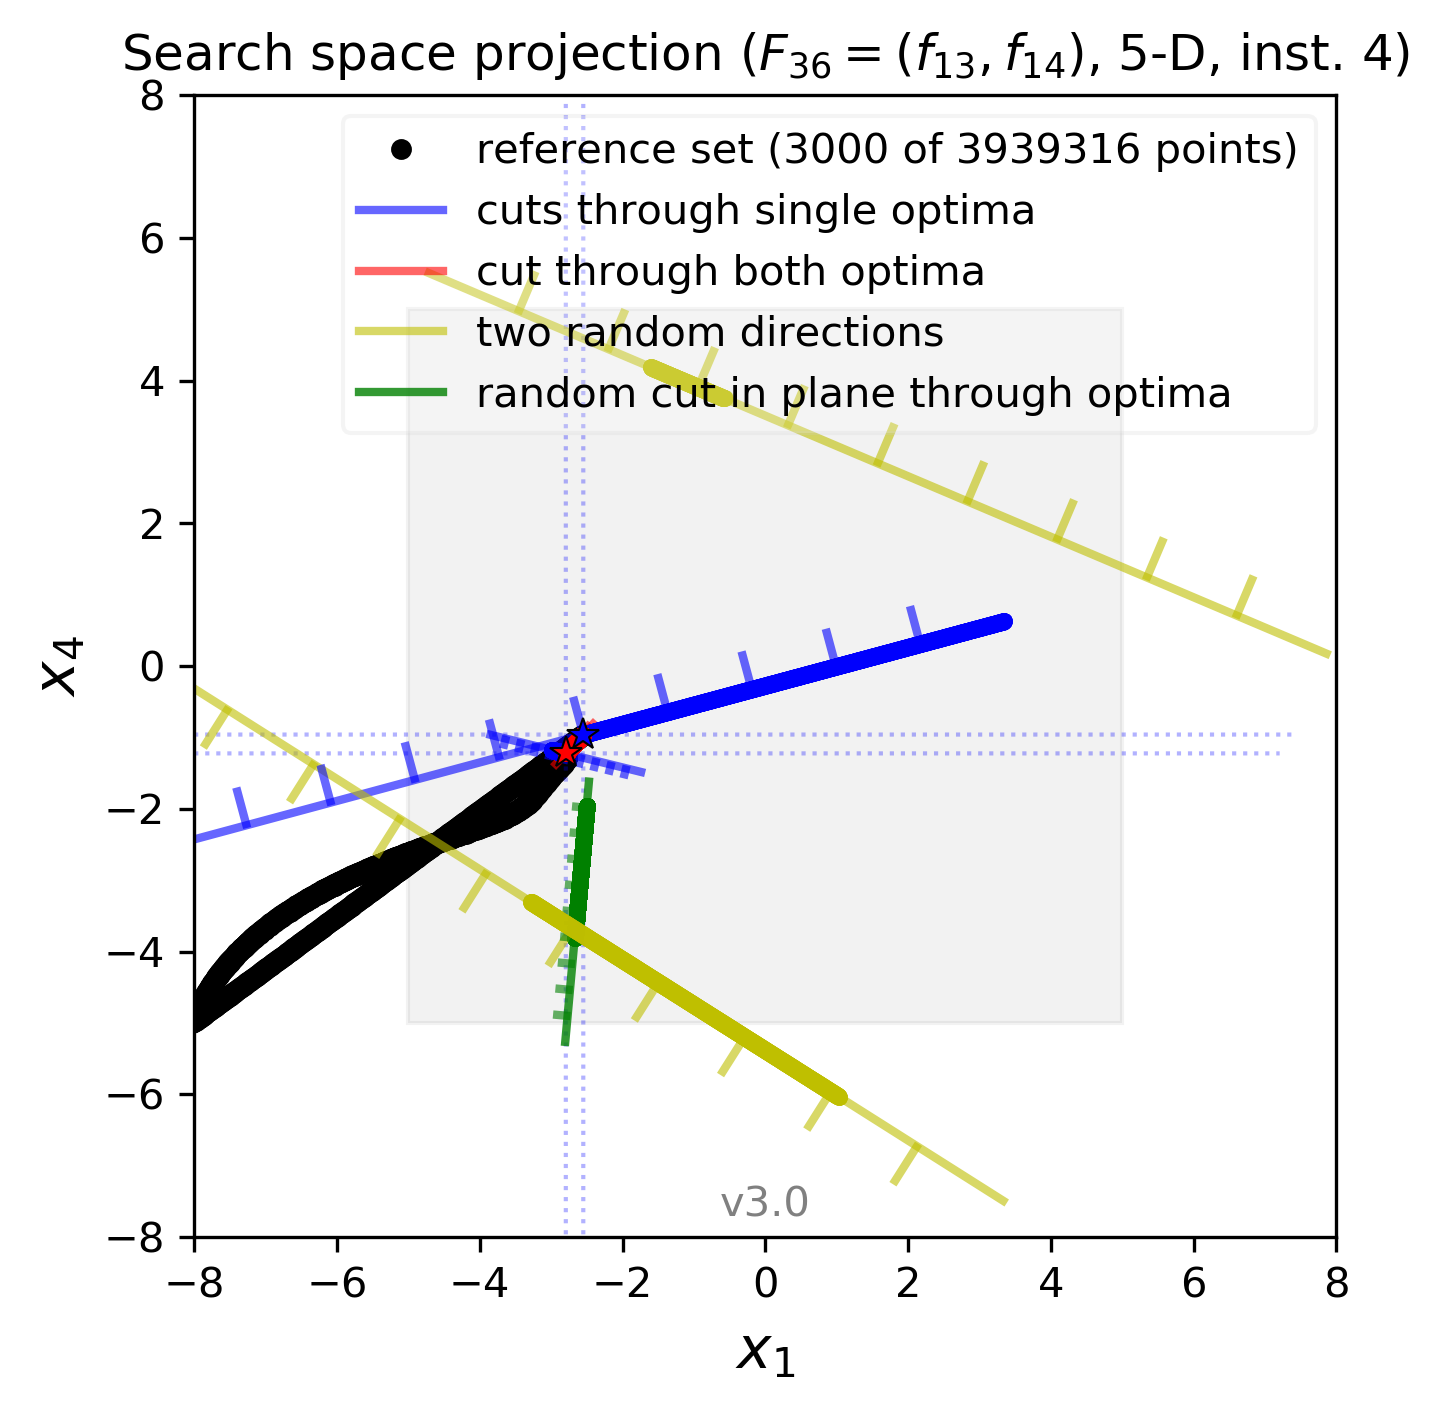 Search space projection (F36 = (f13, f14), 5-D, inst. 4)
8
6
4
2
0
−2
−4
−6
−8
x4
reference set (3000 of 3939316 points)
cuts through single optima
cut through both optima
two random directions
random cut in plane through optima
v3.0
−8 −6 −4 −2 0 2 4 6 8
x1